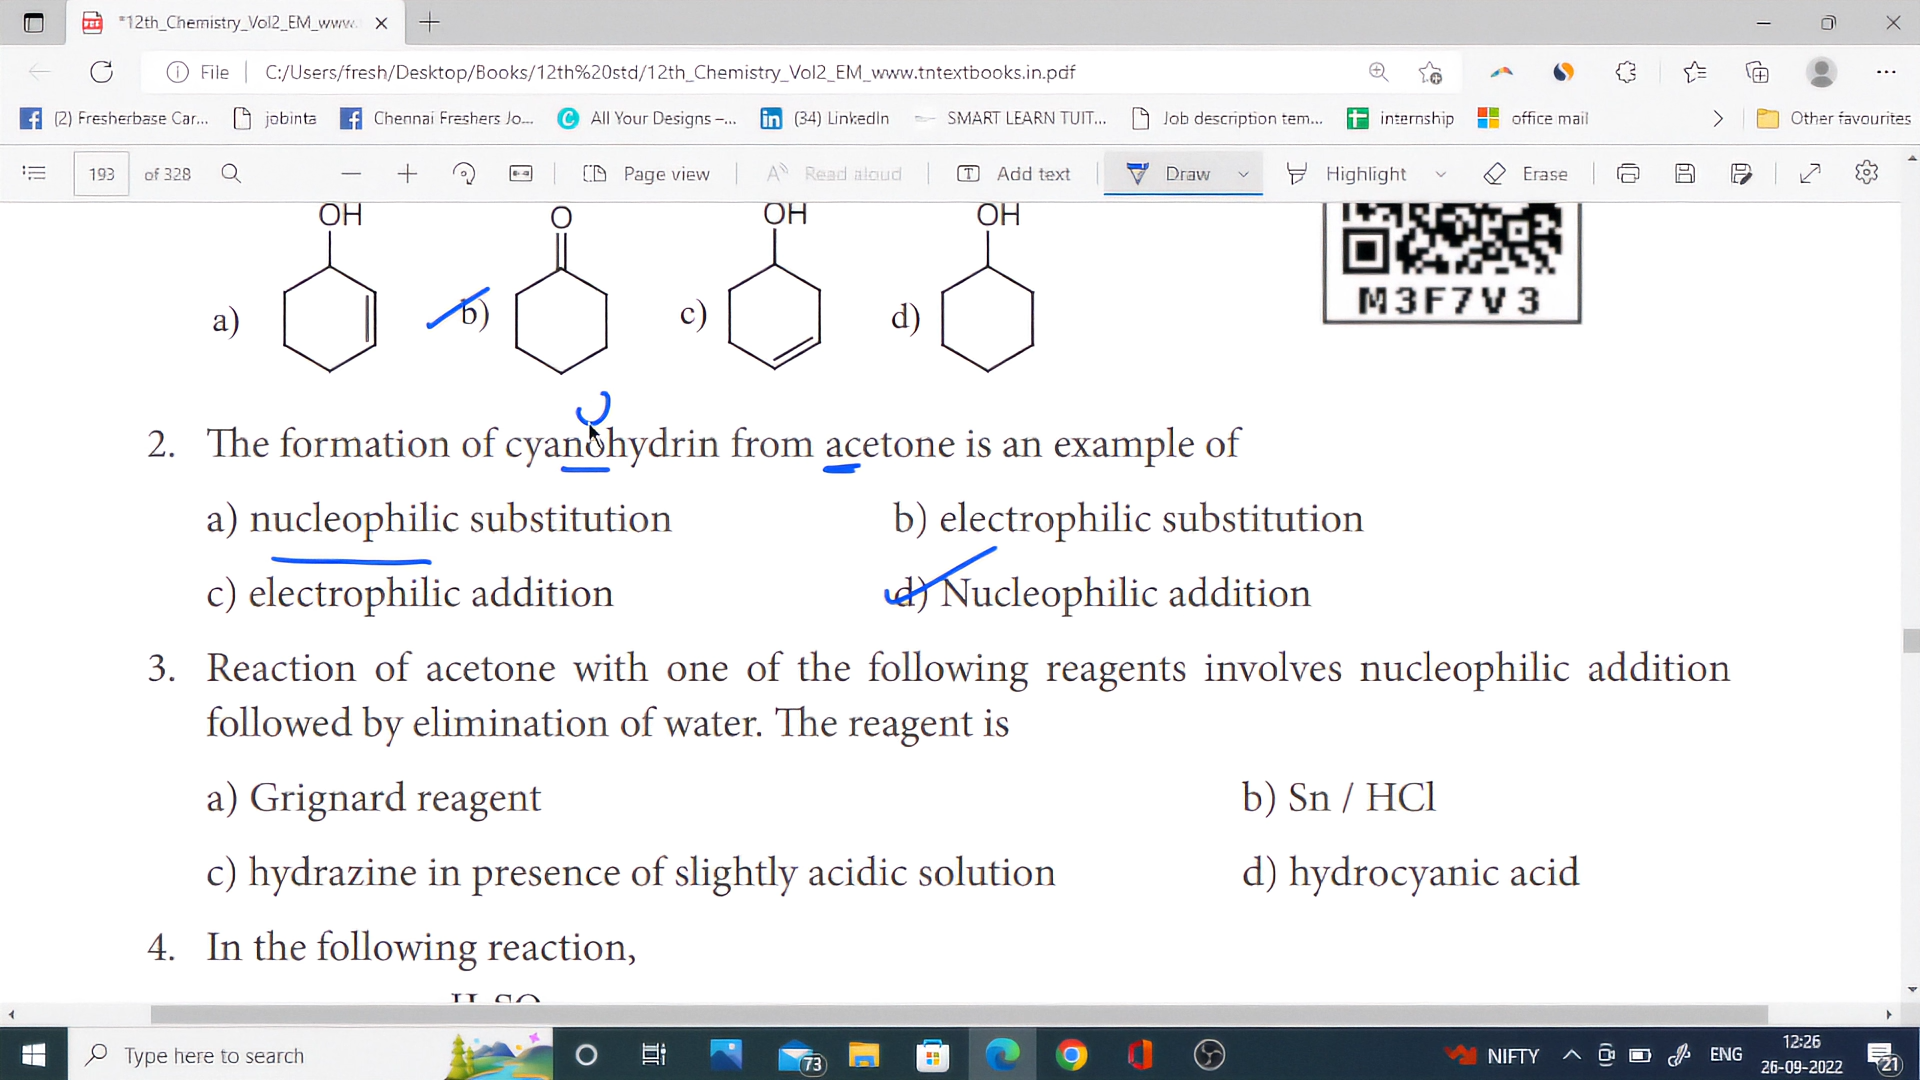 *12th_Chemistry_Vol2_EM_www.
File C:/Users/fresh/Desktop/Books/12th%20std/12th_Chemistry_Vol2_EM_www.tntextbooks.in.pdf
(2) Fresherbase Car... jobinta Chennai Freshers Jo... All Your Designs –... (34) LinkedIn SMART LEARN TUIT... Job description tem... internship office mail Other favourites
193 of 328 Page view Read aloud Add text Draw Highlight Erase
OH O OH OH
a) b) c) d)
M3F7V3
2. The formation of cyanohydrin from acetone is an example of
a) nucleophilic substitution b) electrophilic substitution
c) electrophilic addition d) Nucleophilic addition
3. Reaction of acetone with one of the following reagents involves nucleophilic addition
followed by elimination of water. The reagent is
a) Grignard reagent b) Sn / HCl
c) hydrazine in presence of slightly acidic solution d) hydrocyanic acid
4. In the following reaction,
Type here to search 73 NIFTY ENG 12:26
26-09-2022 21